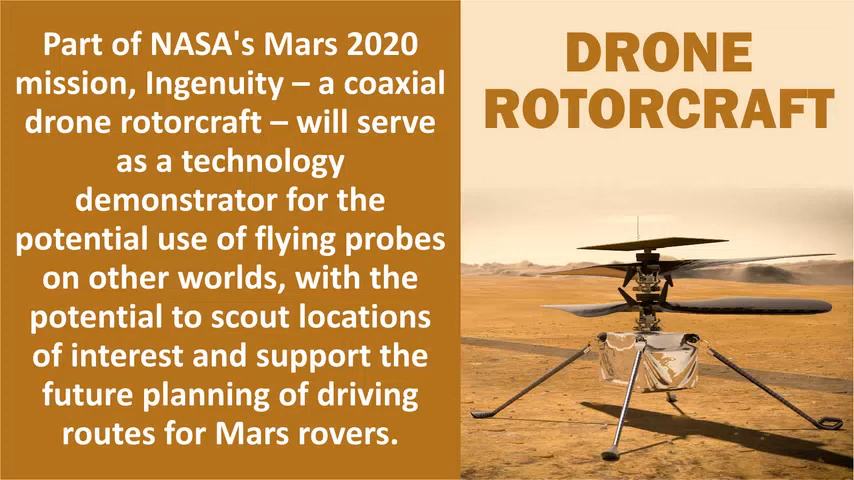 Part of NASA's Mars 2020
mission, Ingenuity – a coaxial
drone rotorcraft – will serve
as a technology
demonstrator for the
potential use of flying probes
on other worlds, with the
potential to scout locations
of interest and support the
future planning of driving
routes for Mars rovers.
DRONE
ROTORCRAFT